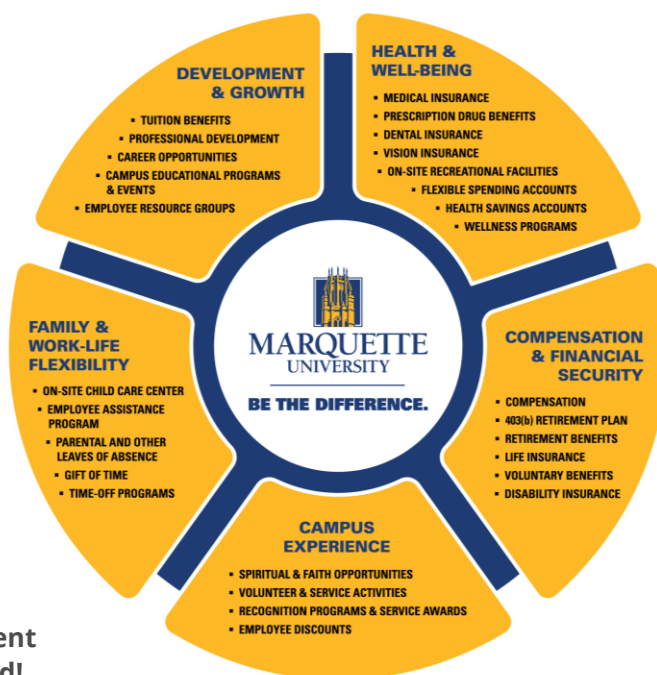 DEVELOPMENT
& GROWTH
▪ TUITION BENEFITS
▪ PROFESSIONAL DEVELOPMENT
▪ CAREER OPPORTUNITIES
▪ CAMPUS EDUCATIONAL PROGRAMS
& EVENTS
▪ EMPLOYEE RESOURCE GROUPS
HEALTH &
WELL-BEING
▪ MEDICAL INSURANCE
▪ PRESCRIPTION DRUG BENEFITS
▪ DENTAL INSURANCE
▪ VISION INSURANCE
▪ ON-SITE RECREATIONAL FACILITIES
▪ FLEXIBLE SPENDING ACCOUNTS
▪ HEALTH SAVINGS ACCOUNTS
▪ WELLNESS PROGRAMS
FAMILY &
WORK-LIFE
FLEXIBILITY
▪ ON-SITE CHILD CARE CENTER
▪ EMPLOYEE ASSISTANCE
PROGRAM
▪ PARENTAL AND OTHER
LEAVES OF ABSENCE
▪ GIFT OF TIME
▪ TIME-OFF PROGRAMS
MARQUETTE
UNIVERSITY
BE THE DIFFERENCE.
COMPENSATION
& FINANCIAL
SECURITY
▪ COMPENSATION
▪ 403(b) RETIREMENT PLAN
▪ RETIREMENT BENEFITS
▪ LIFE INSURANCE
▪ VOLUNTARY BENEFITS
▪ DISABILITY INSURANCE
CAMPUS
EXPERIENCE
▪ SPIRITUAL & FAITH OPPORTUNITIES
▪ VOLUNTEER & SERVICE ACTIVITIES
▪ RECOGNITION PROGRAMS & SERVICE AWARDS
▪ EMPLOYEE DISCOUNTS
ent
d!